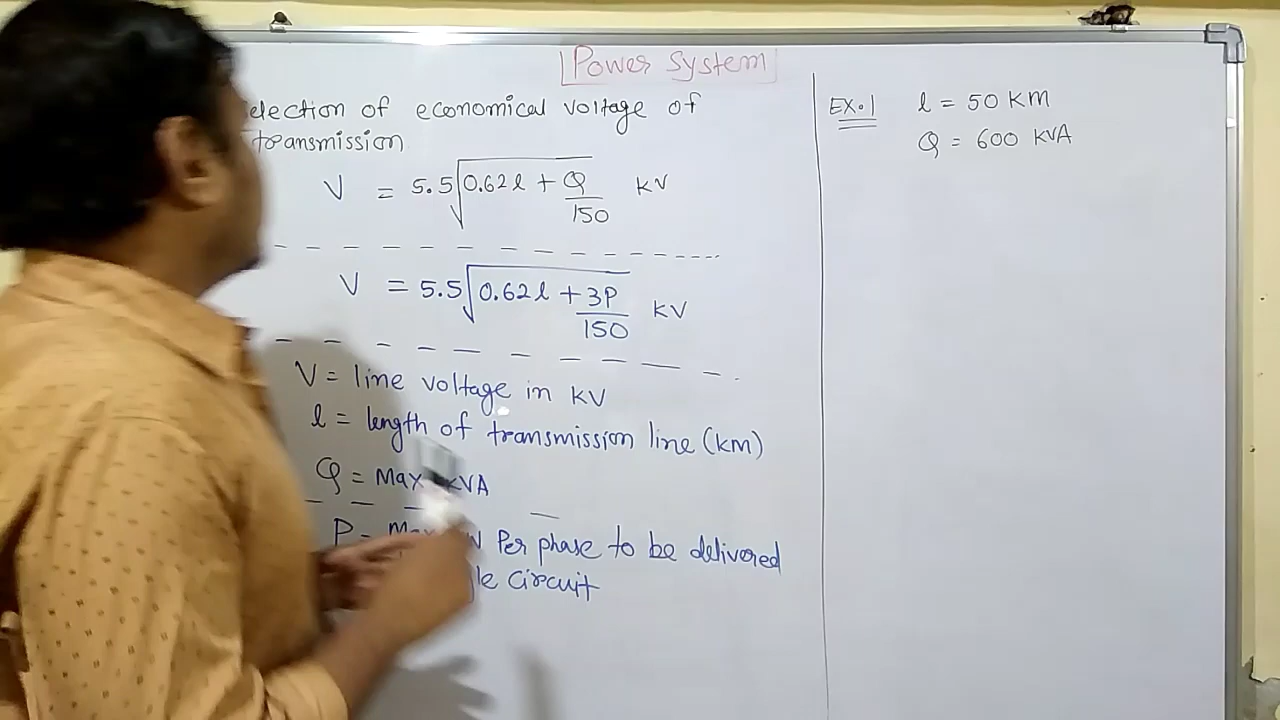 Power System
election of economical voltage of
transmission
V = 5.5√0.62l + Q/150 KV
V = 5.5√0.62l + 3P/150 KV
V = line voltage in KV
l = length of transmission line (KM)
Q = Max KVA
P = Per phase to be delivered
circuit
EX.1 l = 50 KM
Q = 600 KVA